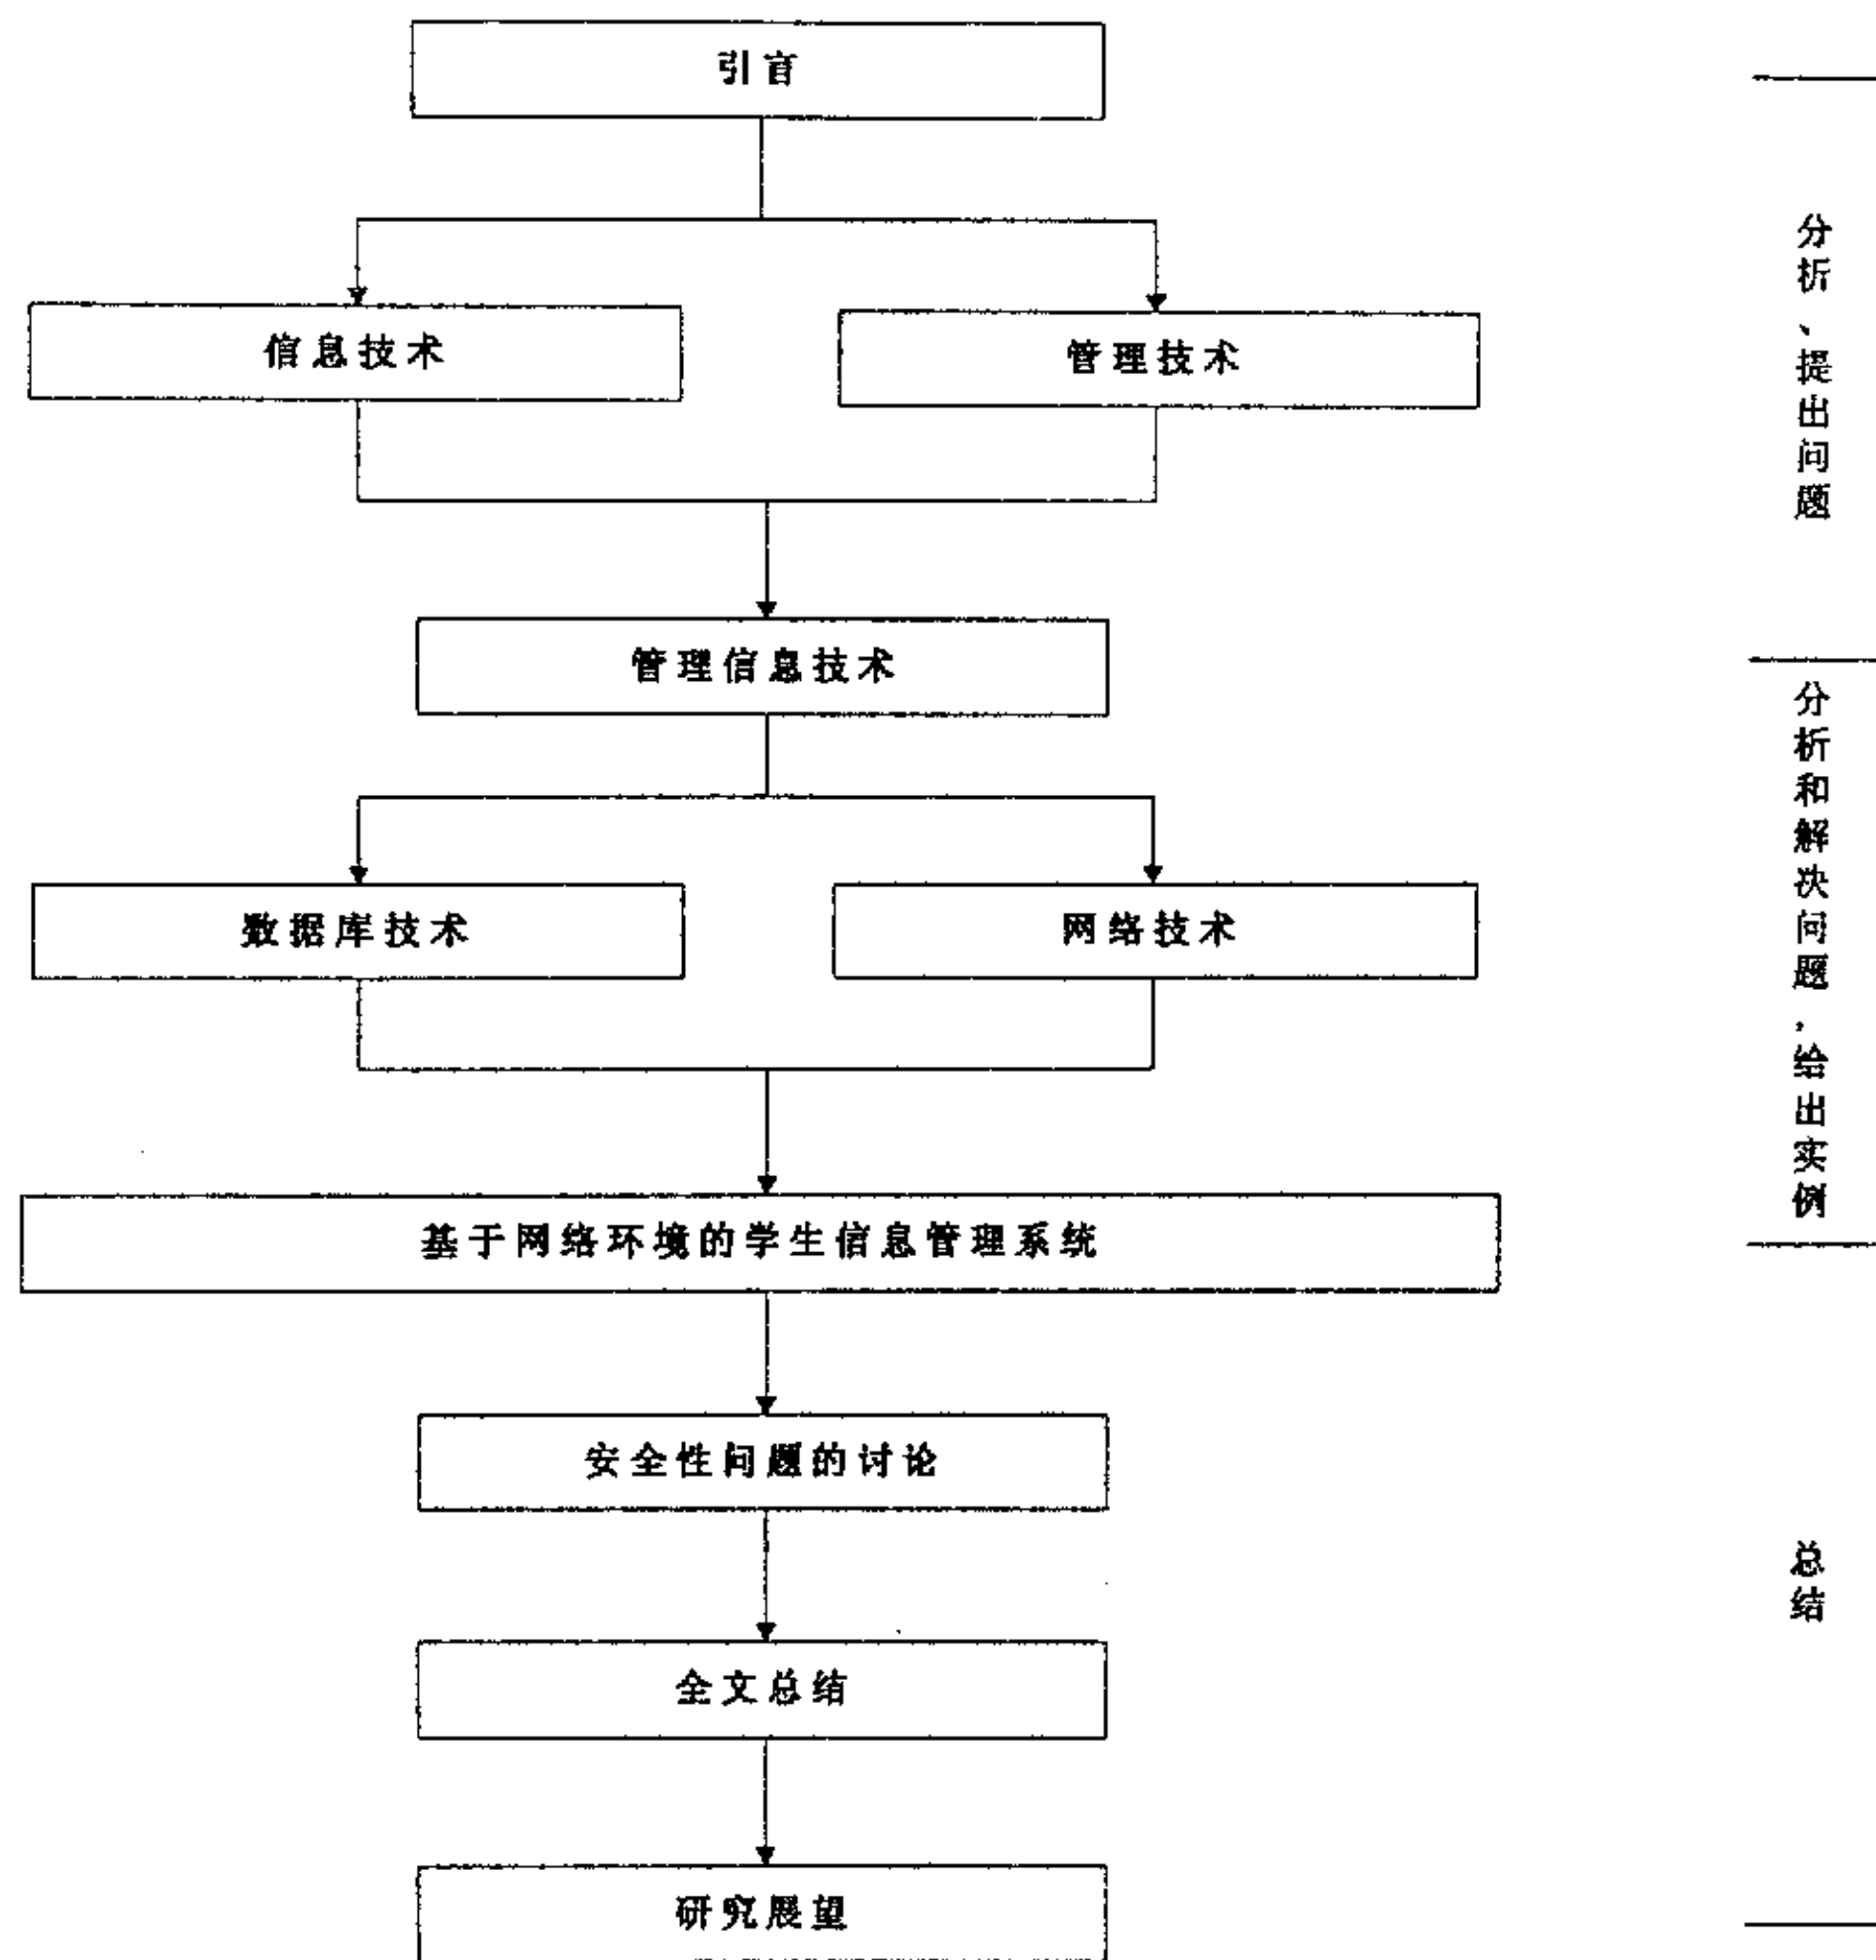 引言
信息技术
管理技术
管理信息技术
数据库技术
网络技术
基于网络环境的学生信息管理系统
安全性问题的讨论
全文总结
研究展望
分析、提出问题
分析和解决问题，给出实例
总结